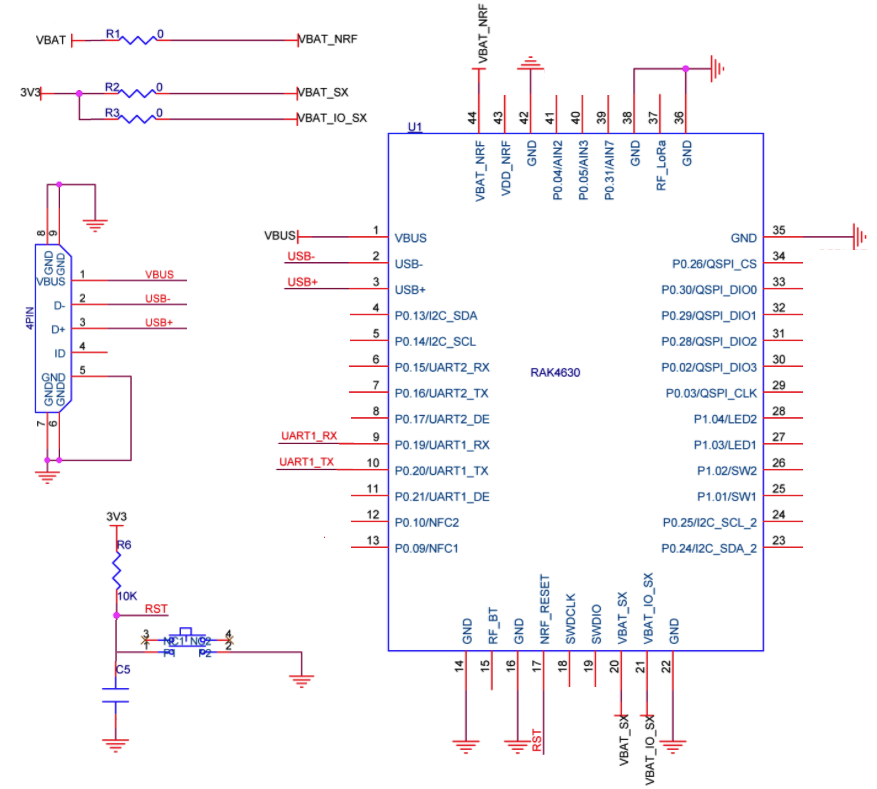 VBAT R1 0 VBAT_NRF
3V3 R2 0 VBAT_SX
R3 0 VBAT_IO_SX
VBAT_NRF
44 43 42 41 40 39 38 37 36
U1
VBAT_NRF
VDD_NRF
GND
P0.04/AIN2
P0.05/AIN3
P0.31/AIN7
GND
RF_LoRa
GND
8 9
GND GND
4PIN
VBUS 1 VBUS
D- 2 USB-
D+ 3 USB+
ID 4
GND 5
GND GND
7 6
VBUS 1 VBUS
USB- 2 USB-
USB+ 3 USB+
4 P0.13/I2C_SDA
5 P0.14/I2C_SCL
6 P0.15/UART2_RX
7 P0.16/UART2_TX
8 P0.17/UART2_DE
UART1_RX 9 P0.19/UART1_RX
UART1_TX 10 P0.20/UART1_TX
11 P0.21/UART1_DE
12 P0.10/NFC2
13 P0.09/NFC1
RAK4630
GND 35
P0.26/QSPI_CS 34
P0.30/QSPI_DIO0 33
P0.29/QSPI_DIO1 32
P0.28/QSPI_DIO2 31
P0.02/QSPI_DIO3 30
P0.03/QSPI_CLK 29
P1.04/LED2 28
P1.03/LED1 27
P1.02/SW2 26
P1.01/SW1 25
P0.25/I2C_SCL_2 24
P0.24/I2C_SDA_2 23
GND
RF_BT
GND
NRF_RESET
SWDCLK
SWDIO
VBAT_SX
VBAT_IO_SX
GND
14 15 16 17 18 19 20 21 22
RST
VBAT_SX
VBAT_IO_SX
3V3
R6
10K
RST
3 NC1 NC2 4
1 P1 P2 2
C5